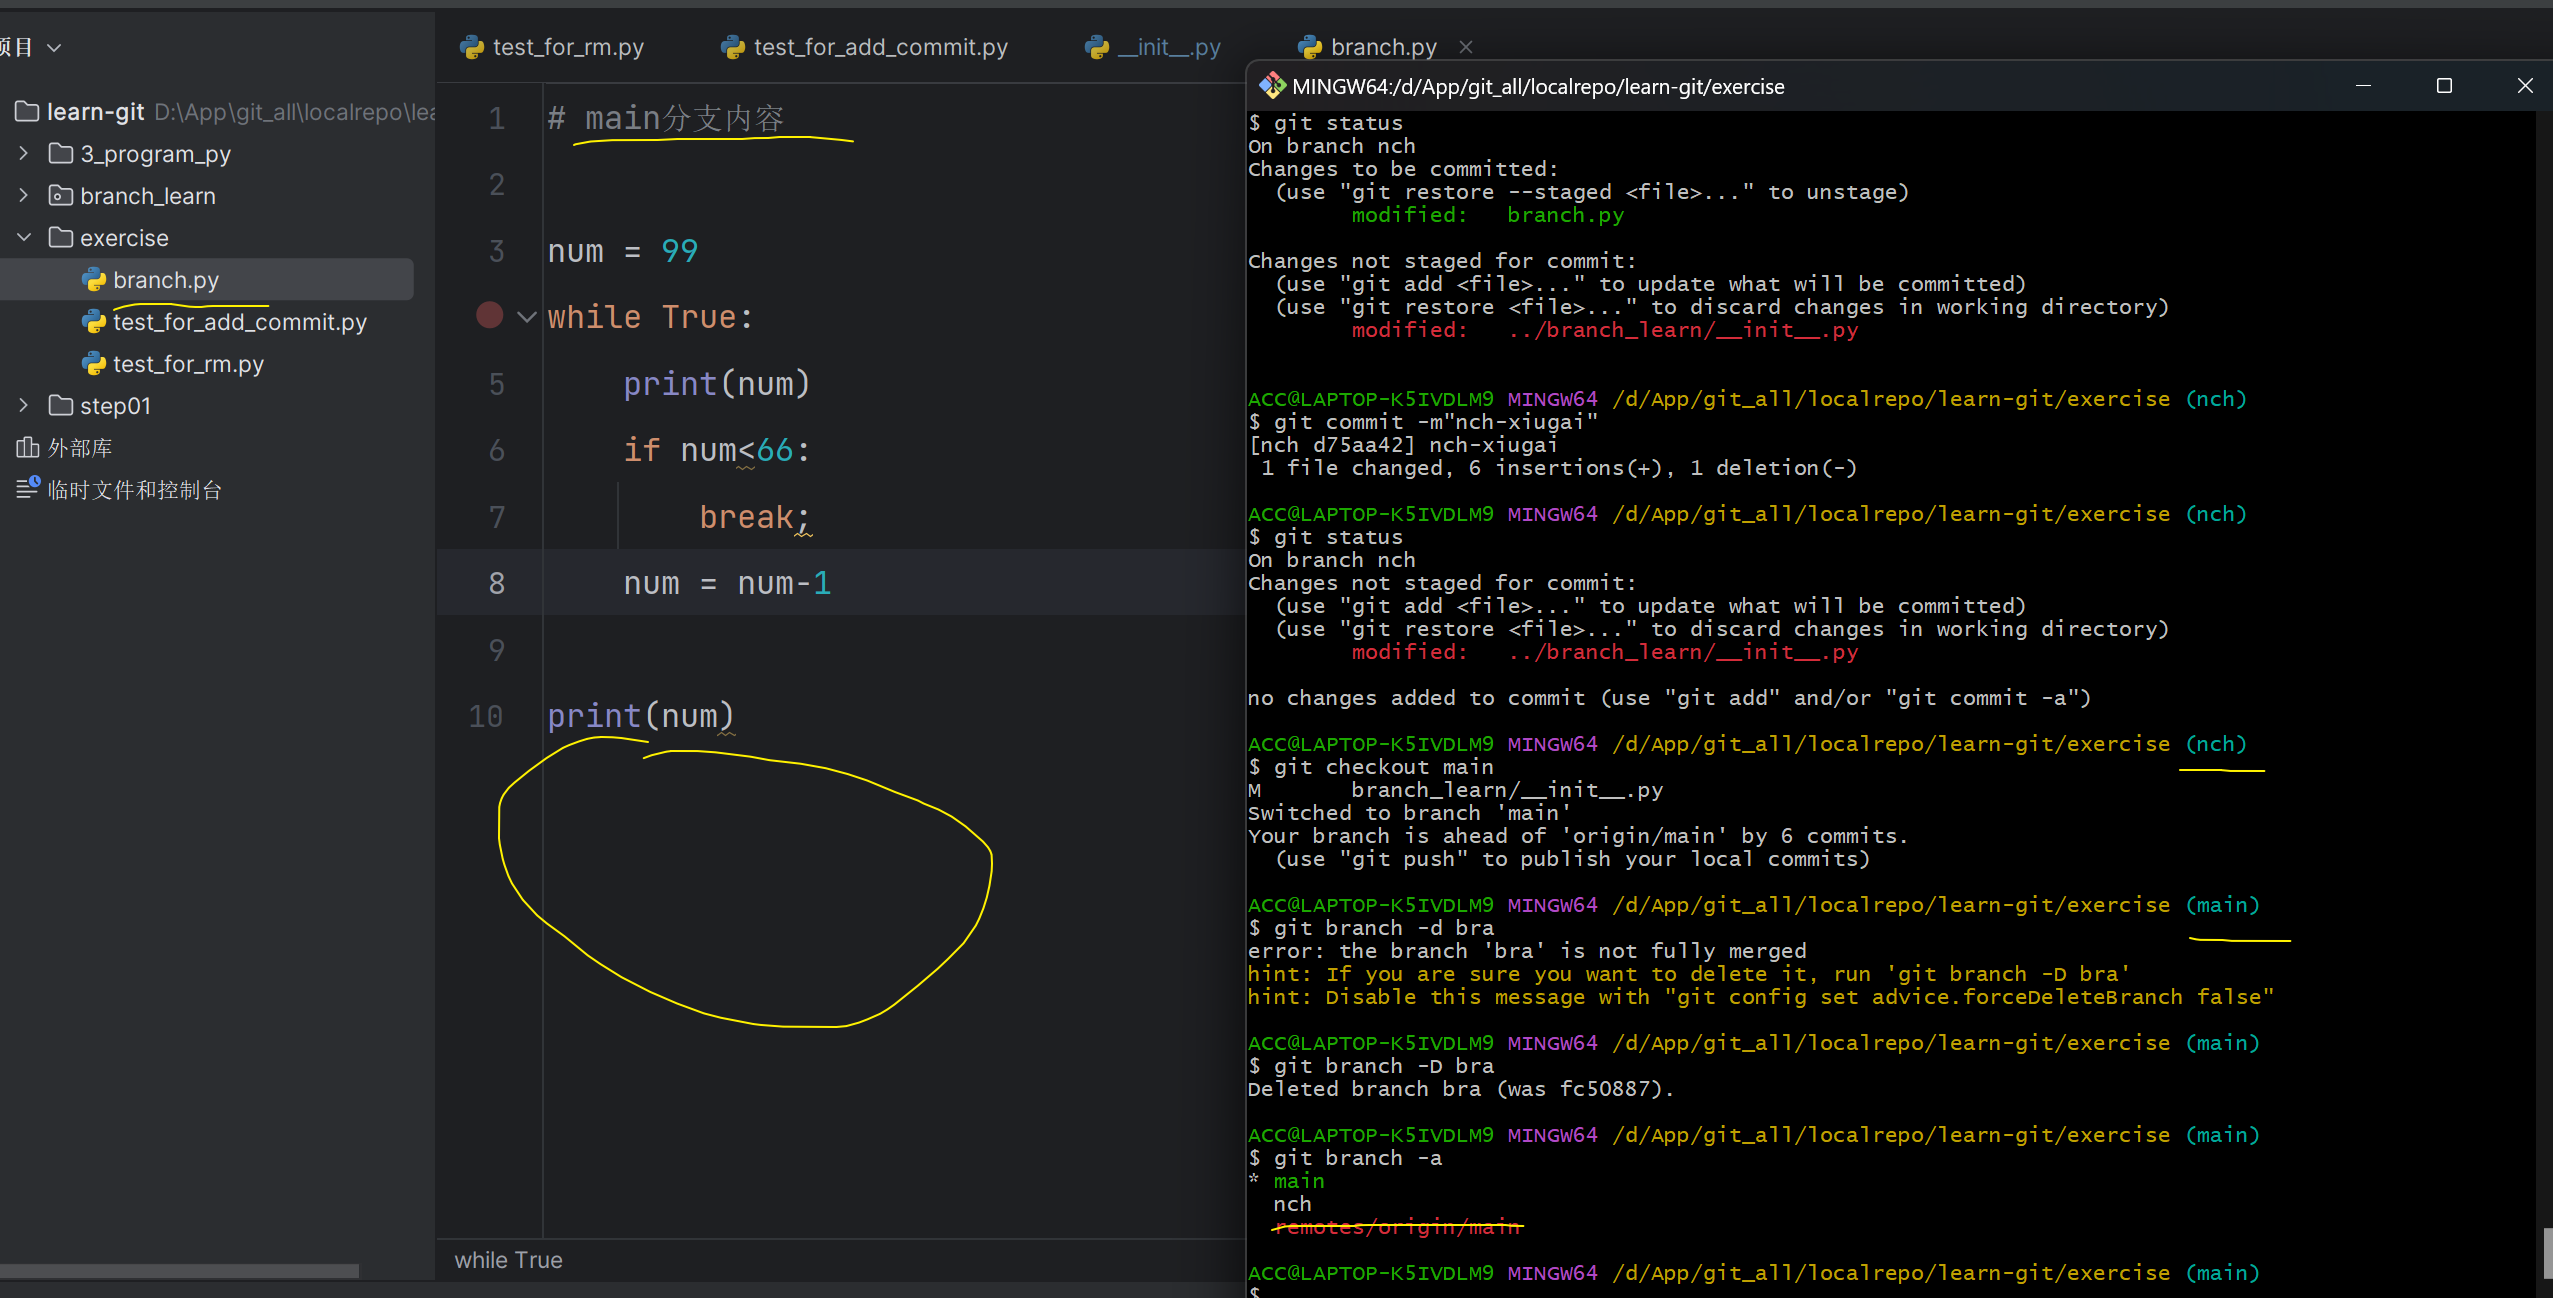 项目
learn-git D:\App\git_all\localrepo\lea
3_program_py
branch_learn
exercise
branch.py
test_for_add_commit.py
test_for_rm.py
step01
外部库
临时文件和控制台
test_for_rm.py
test_for_add_commit.py
__init__.py
branch.py
1 # main分支内容
2
3 num = 99
while True:
5 print(num)
6 if num<66:
7 break;
8 num = num-1
9
10 print(num)
while True
MINGW64:/d/App/git_all/localrepo/learn-git/exercise
$ git status
On branch nch
Changes to be committed:
(use "git restore --staged <file>..." to unstage)
modified: branch.py
Changes not staged for commit:
(use "git add <file>..." to update what will be committed)
(use "git restore <file>..." to discard changes in working directory)
modified: ../branch_learn/__init__.py
ACC@LAPTOP-K5IVDLM9 MINGW64 /d/App/git_all/localrepo/learn-git/exercise (nch)
$ git commit -m"nch-xiugai"
[nch d75aa42] nch-xiugai
1 file changed, 6 insertions(+), 1 deletion(-)
ACC@LAPTOP-K5IVDLM9 MINGW64 /d/App/git_all/localrepo/learn-git/exercise (nch)
$ git status
On branch nch
Changes not staged for commit:
(use "git add <file>..." to update what will be committed)
(use "git restore <file>..." to discard changes in working directory)
modified: ../branch_learn/__init__.py
no changes added to commit (use "git add" and/or "git commit -a")
ACC@LAPTOP-K5IVDLM9 MINGW64 /d/App/git_all/localrepo/learn-git/exercise (nch)
$ git checkout main
M branch_learn/__init__.py
Switched to branch 'main'
Your branch is ahead of 'origin/main' by 6 commits.
(use "git push" to publish your local commits)
ACC@LAPTOP-K5IVDLM9 MINGW64 /d/App/git_all/localrepo/learn-git/exercise (main)
$ git branch -d bra
error: the branch 'bra' is not fully merged
hint: If you are sure you want to delete it, run 'git branch -D bra'
hint: Disable this message with "git config set advice.forceDeleteBranch false"
ACC@LAPTOP-K5IVDLM9 MINGW64 /d/App/git_all/localrepo/learn-git/exercise (main)
$ git branch -D bra
Deleted branch bra (was fc50887).
ACC@LAPTOP-K5IVDLM9 MINGW64 /d/App/git_all/localrepo/learn-git/exercise (main)
$ git branch -a
* main
nch
remotes/origin/main
ACC@LAPTOP-K5IVDLM9 MINGW64 /d/App/git_all/localrepo/learn-git/exercise (main)
$